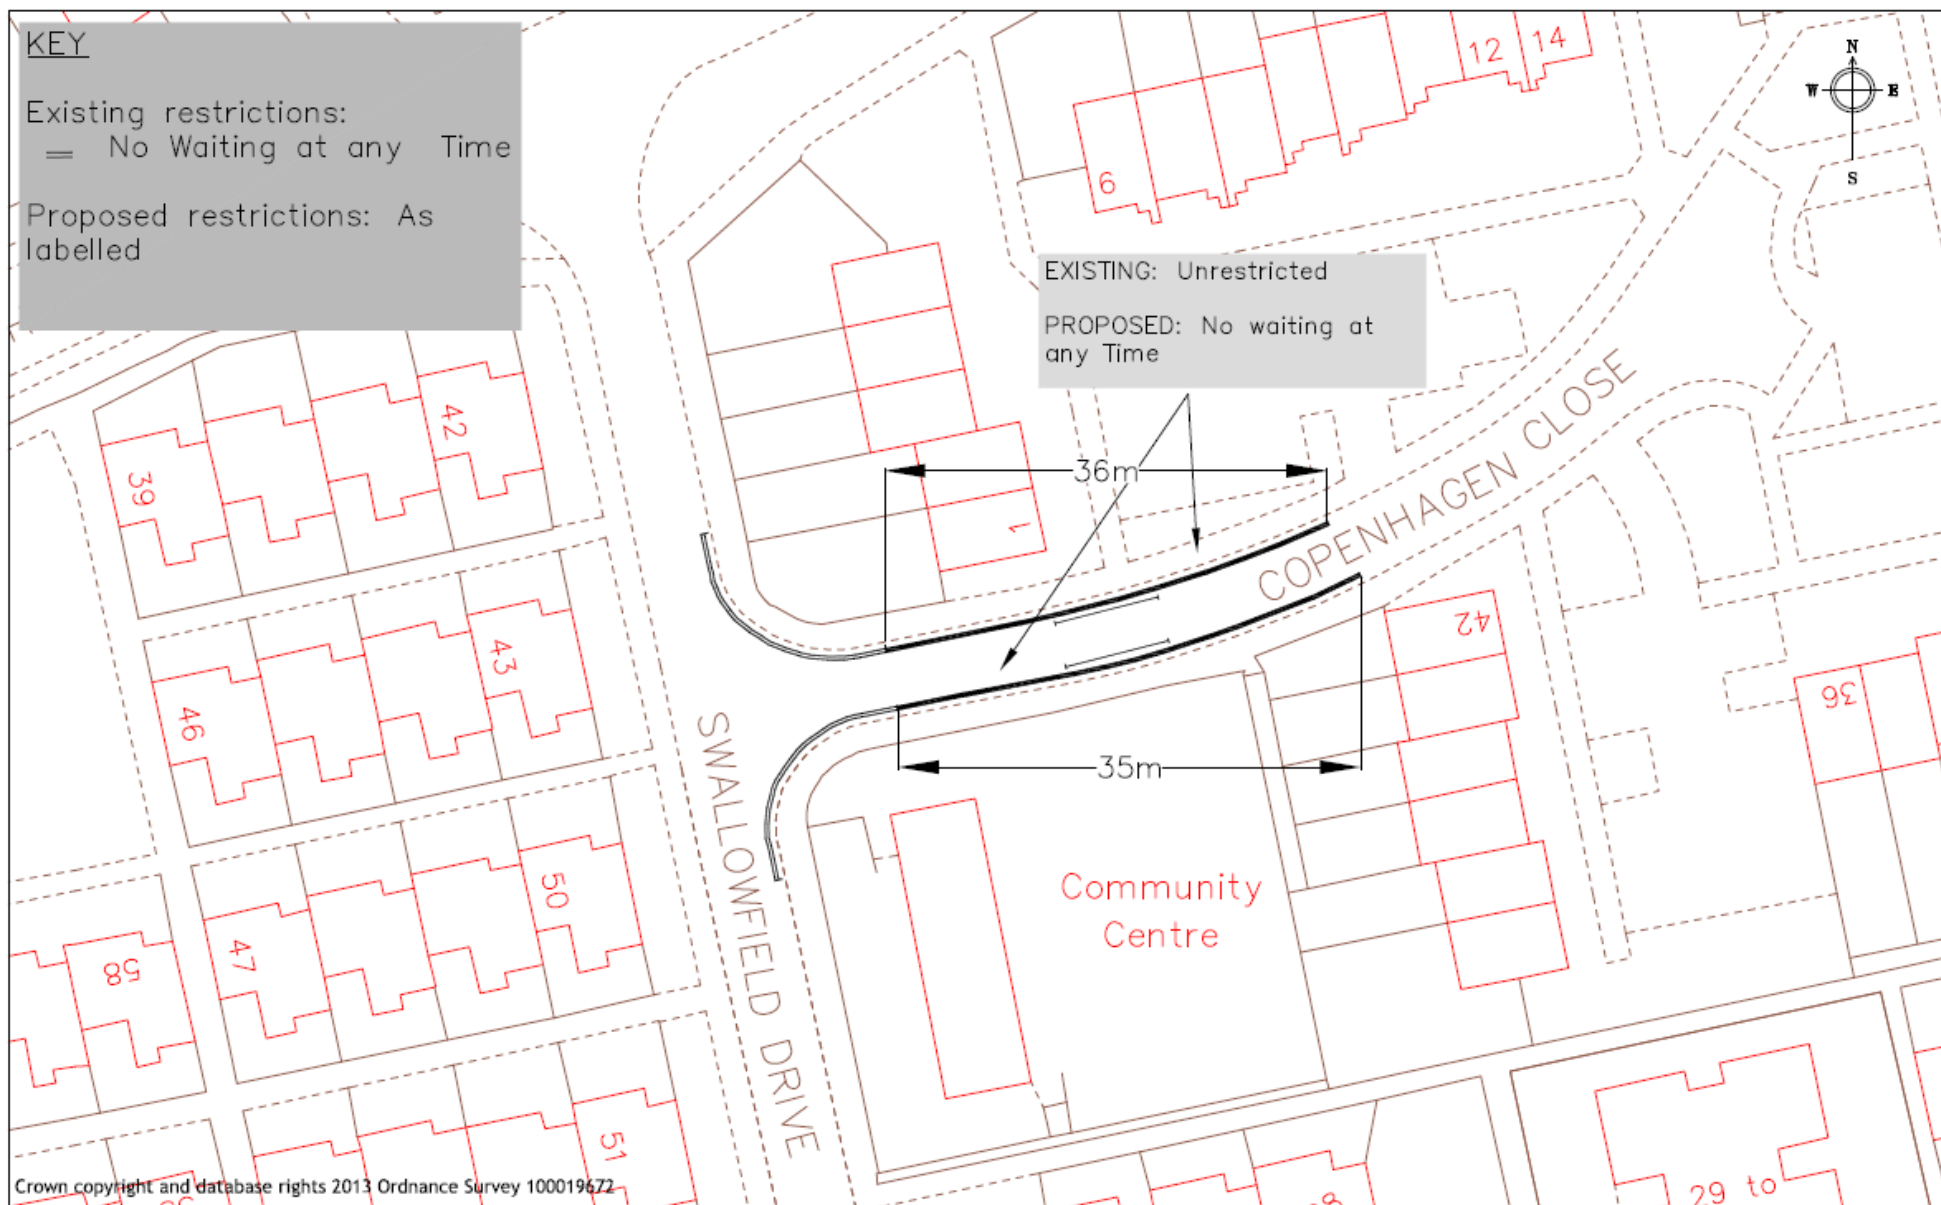 KEY
Existing restrictions:
No Waiting at any Time
Proposed restrictions: As
labelled
N
W
E
S
12
14
6
EXISTING: Unrestricted
PROPOSED: No waiting at
any Time
42
39
36m
1
COPENHAGEN CLOSE
43
46
42
36
35m
SWALLOWFIELD DRIVE
50
47
58
Community
Centre
51
29 to
Crown copyright and database rights 2013 Ordnance Survey 100019672